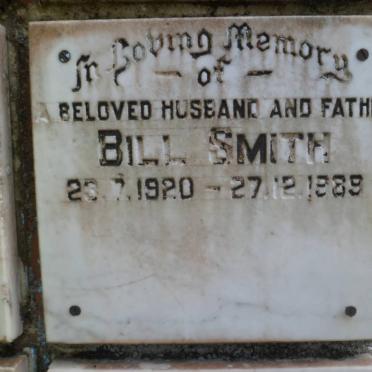 In Loving Memory
- of -
A BELOVED HUSBAND AND FATH
BILL SMITH
23.7.1920 - 27.12.1989